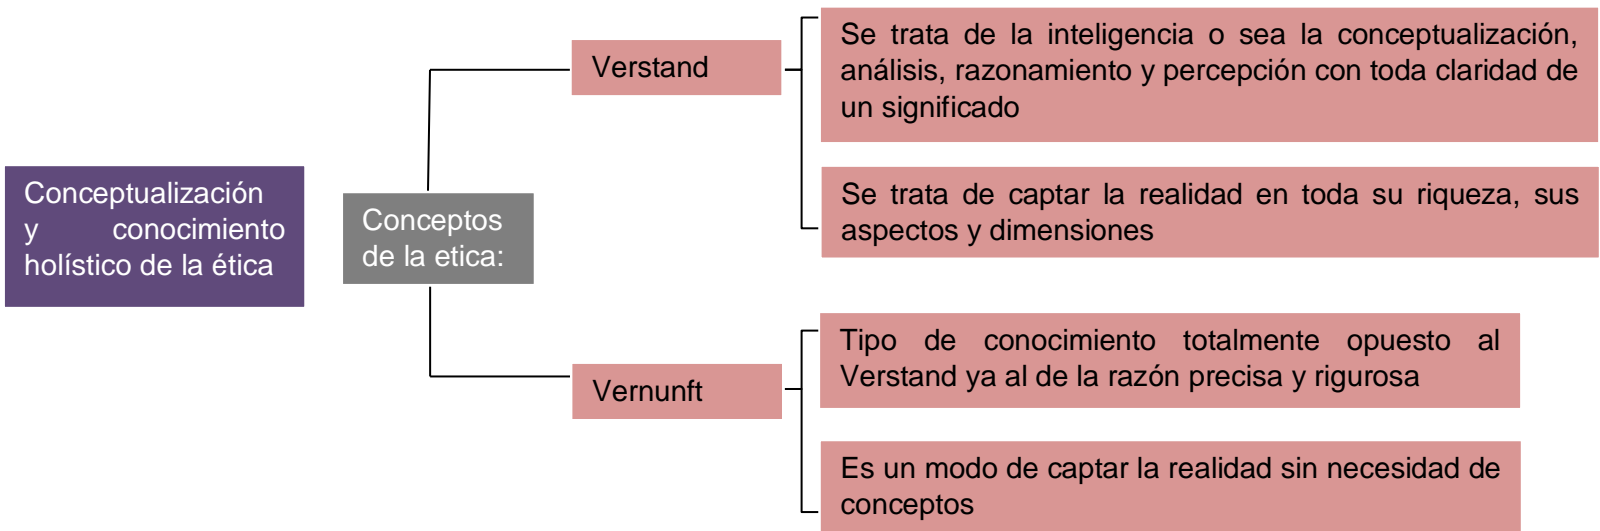 Conceptualización
y conocimiento
holístico de la ética
Conceptos
de la etica:
Verstand
Se trata de la inteligencia o sea la conceptualización,
análisis, razonamiento y percepción con toda claridad de
un significado
Se trata de captar la realidad en toda su riqueza, sus
aspectos y dimensiones
Vernunft
Tipo de conocimiento totalmente opuesto al
Verstand ya al de la razón precisa y rigurosa
Es un modo de captar la realidad sin necesidad de
conceptos